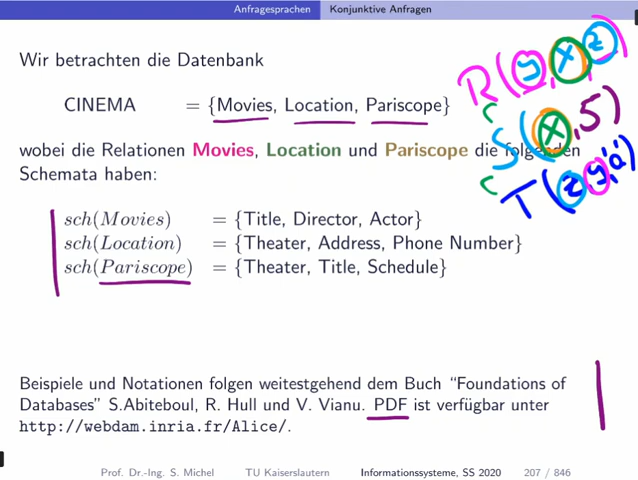 Anfragesprachen Konjunktive Anfragen
Wir betrachten die Datenbank
R(y, x, z)
CINEMA = {Movies, Location, Pariscope}
S(x, 5)
wobei die Relationen Movies, Location und Pariscope die folgenden
Schemata haben:
T(z, y, 'a')
sch(Movies) = {Title, Director, Actor}
sch(Location) = {Theater, Address, Phone Number}
sch(Pariscope) = {Theater, Title, Schedule}
Beispiele und Notationen folgen weitestgehend dem Buch “Foundations of
Databases” S.Abiteboul, R. Hull und V. Vianu. PDF ist verfügbar unter
http://webdam.inria.fr/Alice/.
Prof. Dr.-Ing. S. Michel TU Kaiserslautern Informationssysteme, SS 2020 207 / 846